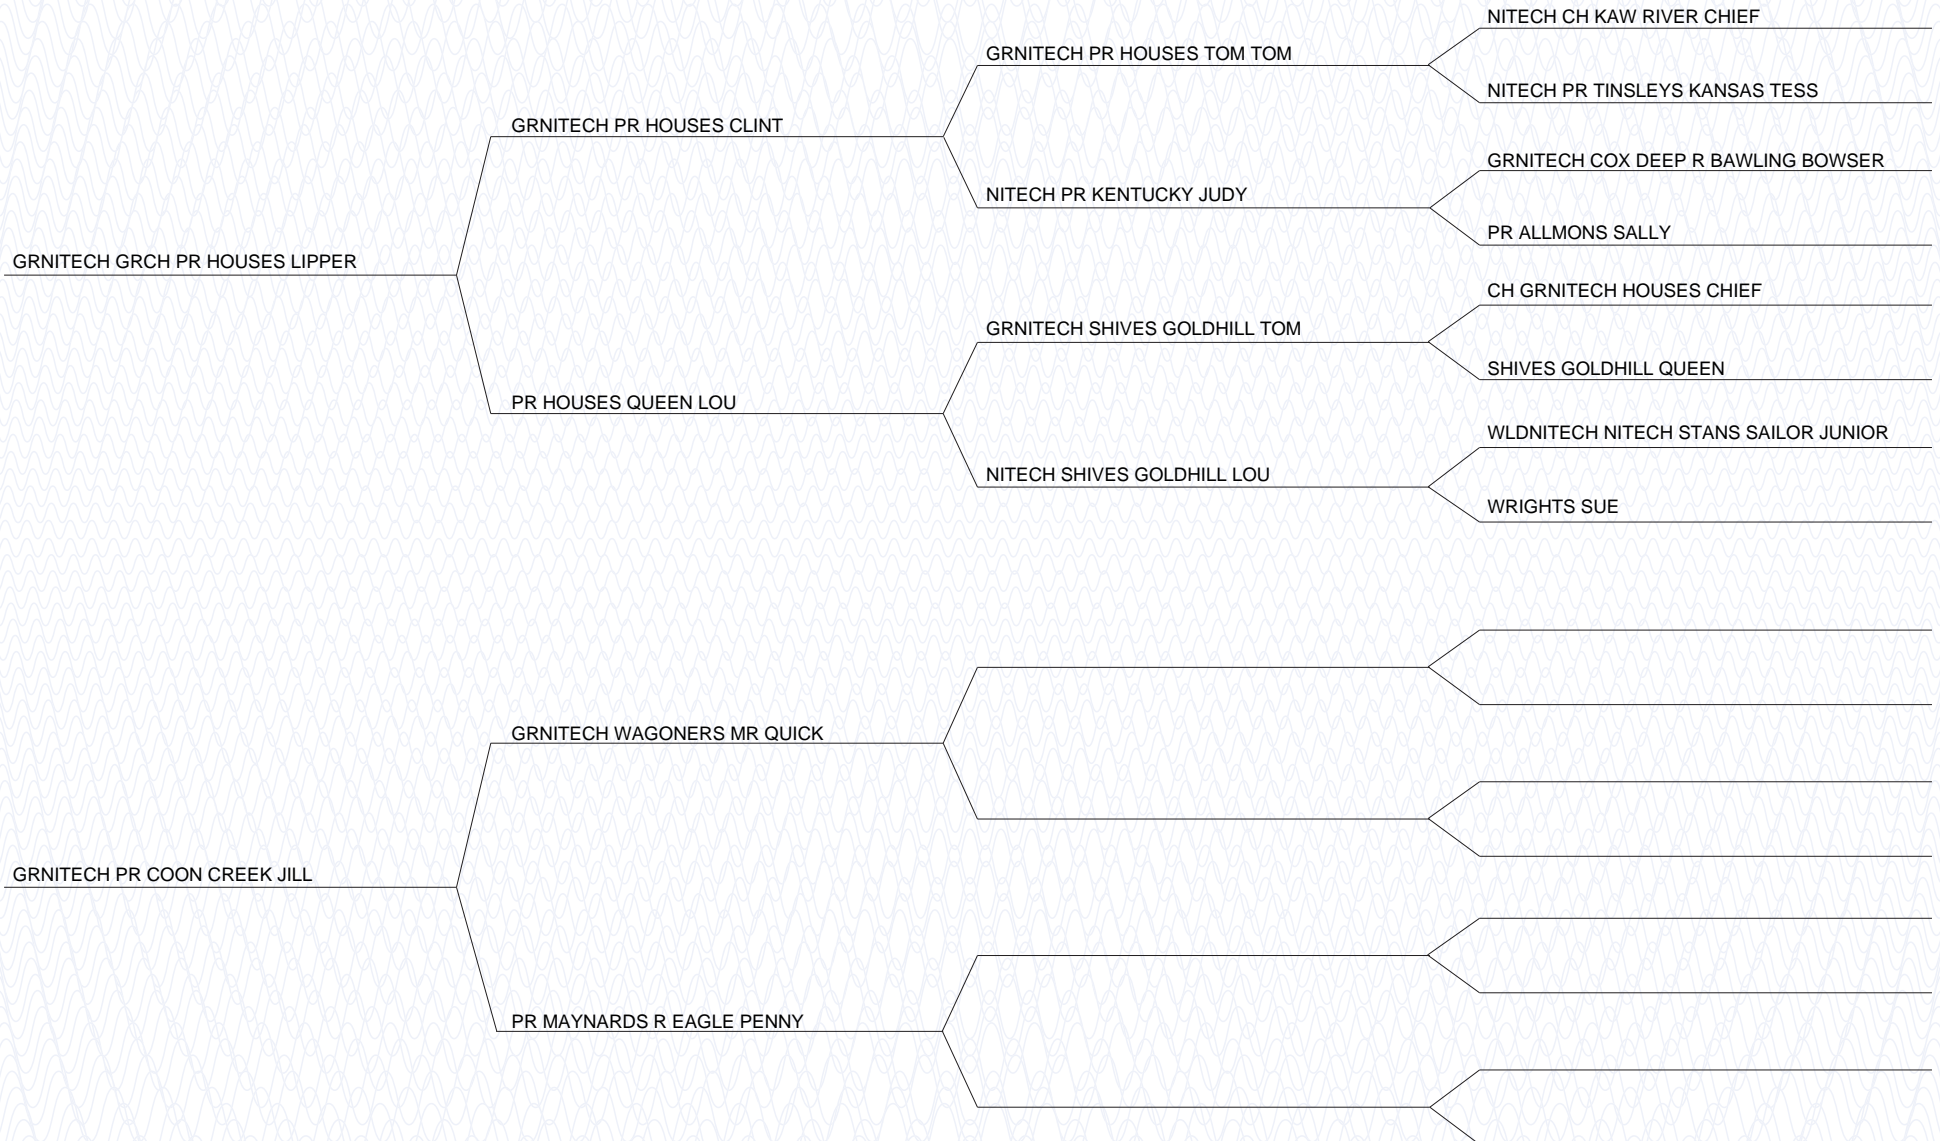 NITECH CH KAW RIVER CHIEF
GRNITECH PR HOUSES TOM TOM
NITECH PR TINSLEYS KANSAS TESS
GRNITECH PR HOUSES CLINT
GRNITECH COX DEEP R BAWLING BOWSER
NITECH PR KENTUCKY JUDY
PR ALLMONS SALLY
GRNITECH GRCH PR HOUSES LIPPER
CH GRNITECH HOUSES CHIEF
GRNITECH SHIVES GOLDHILL TOM
SHIVES GOLDHILL QUEEN
PR HOUSES QUEEN LOU
WLDNITECH NITECH STANS SAILOR JUNIOR
NITECH SHIVES GOLDHILL LOU
WRIGHTS SUE
GRNITECH WAGONERS MR QUICK
GRNITECH PR COON CREEK JILL
PR MAYNARDS R EAGLE PENNY